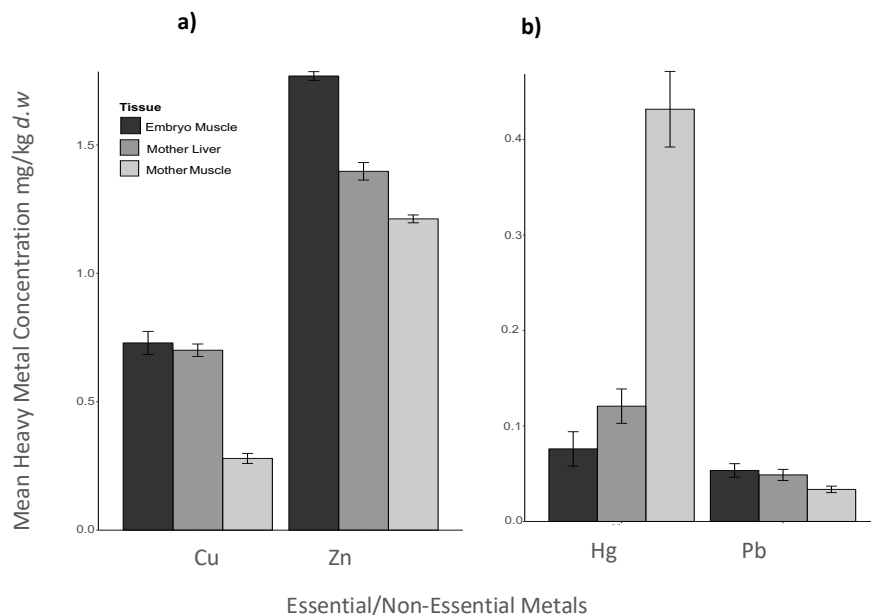 a)
b)
Mean Heavy Metal Concentration mg/kg d.w
1.5
1.0
0.5
0.0
Tissue
Embryo Muscle
Mother Liver
Mother Muscle
Cu
Zn
0.4
0.3
0.2
0.1
0.0
Hg
Pb
Essential/Non-Essential Metals